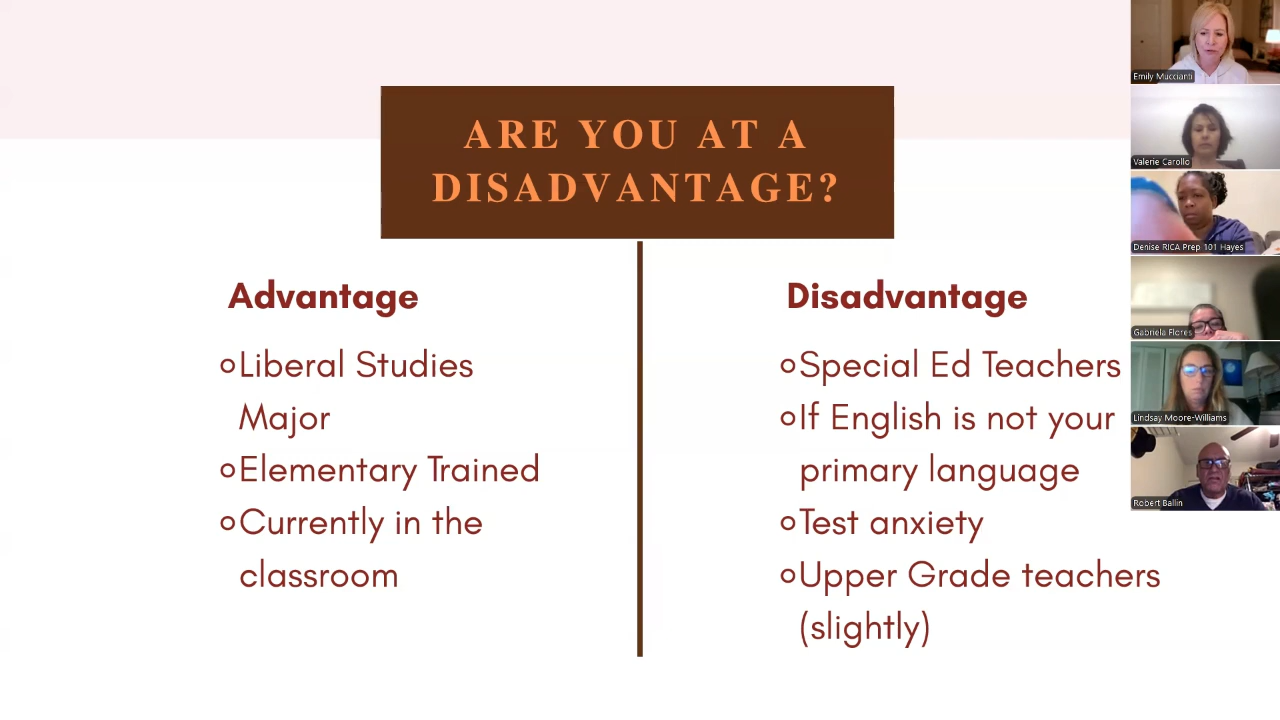 ARE YOU AT A
DISADVANTAGE?
Advantage
Liberal Studies
Major
Elementary Trained
Currently in the
classroom
Disadvantage
Special Ed Teachers
If English is not your
primary language
Test anxiety
Upper Grade teachers
(slightly)
Emily Muccianti
Valerie Carollo
Denise RICA Prep 101 Hayes
Gabriela Flores
Lindsay Moore-Williams
Robert Ballin